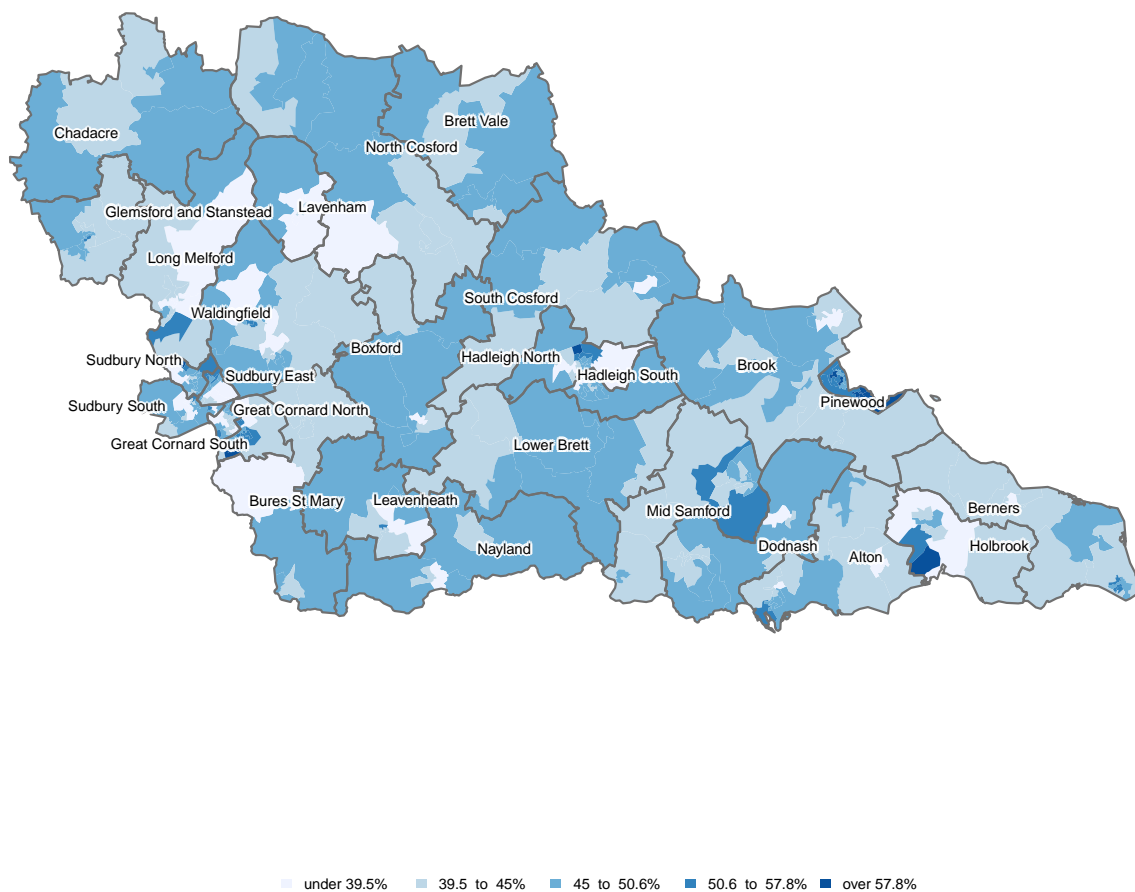 Brett Vale
Chadacre
North Cosford
Lavenham
Glemsford and Stanstead
Long Melford
South Cosford
Waldingfield
Boxford
Hadleigh North
Sudbury North
Brook
Sudbury East
Hadleigh South
Pinewood
Sudbury South
Great Cornard North
Great Cornard South
Lower Brett
Bures St Mary
Leavenheath
Berners
Mid Samford
Dodnash
Holbrook
Nayland
Alton
under 39.5% 39.5 to 45% 45 to 50.6% 50.6 to 57.8% over 57.8%